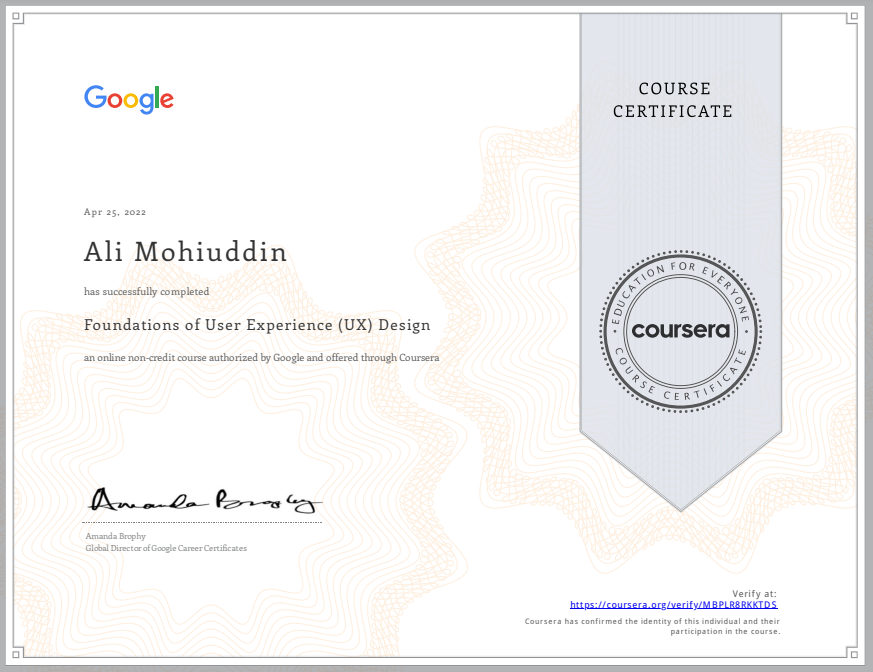 Google
COURSE
CERTIFICATE
Apr 25, 2022
Ali Mohiuddin
has successfully completed
Foundations of User Experience (UX) Design
an online non-credit course authorized by Google and offered through Coursera
EDUCATION FOR EVERYONE
coursera
COURSE CERTIFICATE
Amanda Brophy
Amanda Brophy
Global Director of Google Career Certificates
Verify at:
https://coursera.org/verify/MBPLR8RKKTDS
Coursera has confirmed the identity of this individual and their
participation in the course.